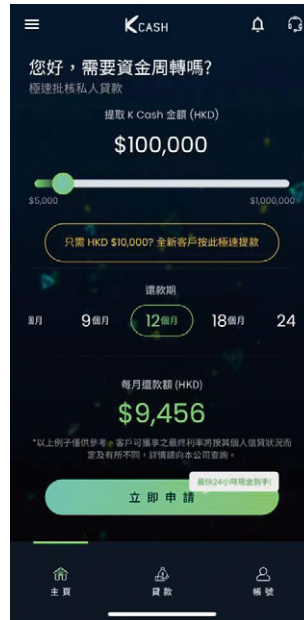 K CASH
您好，需要資金周轉嗎?
極速批核私人貸款
提取 K Cash 金額 (HKD)
$100,000
$5,000
$1,000,000
只需 HKD $10,000? 全新客戶按此極速提款
還款期
個月
9個月
12個月
18個月
24
每月還款額 (HKD)
$9,456
*以上例子僅供參考，客戶可獲享之最終利率將按其個人信貸狀況而
定及有所不同，詳情請向本公司查詢。
最快24小時現金到手!
立即申請
主頁
貸款
帳號